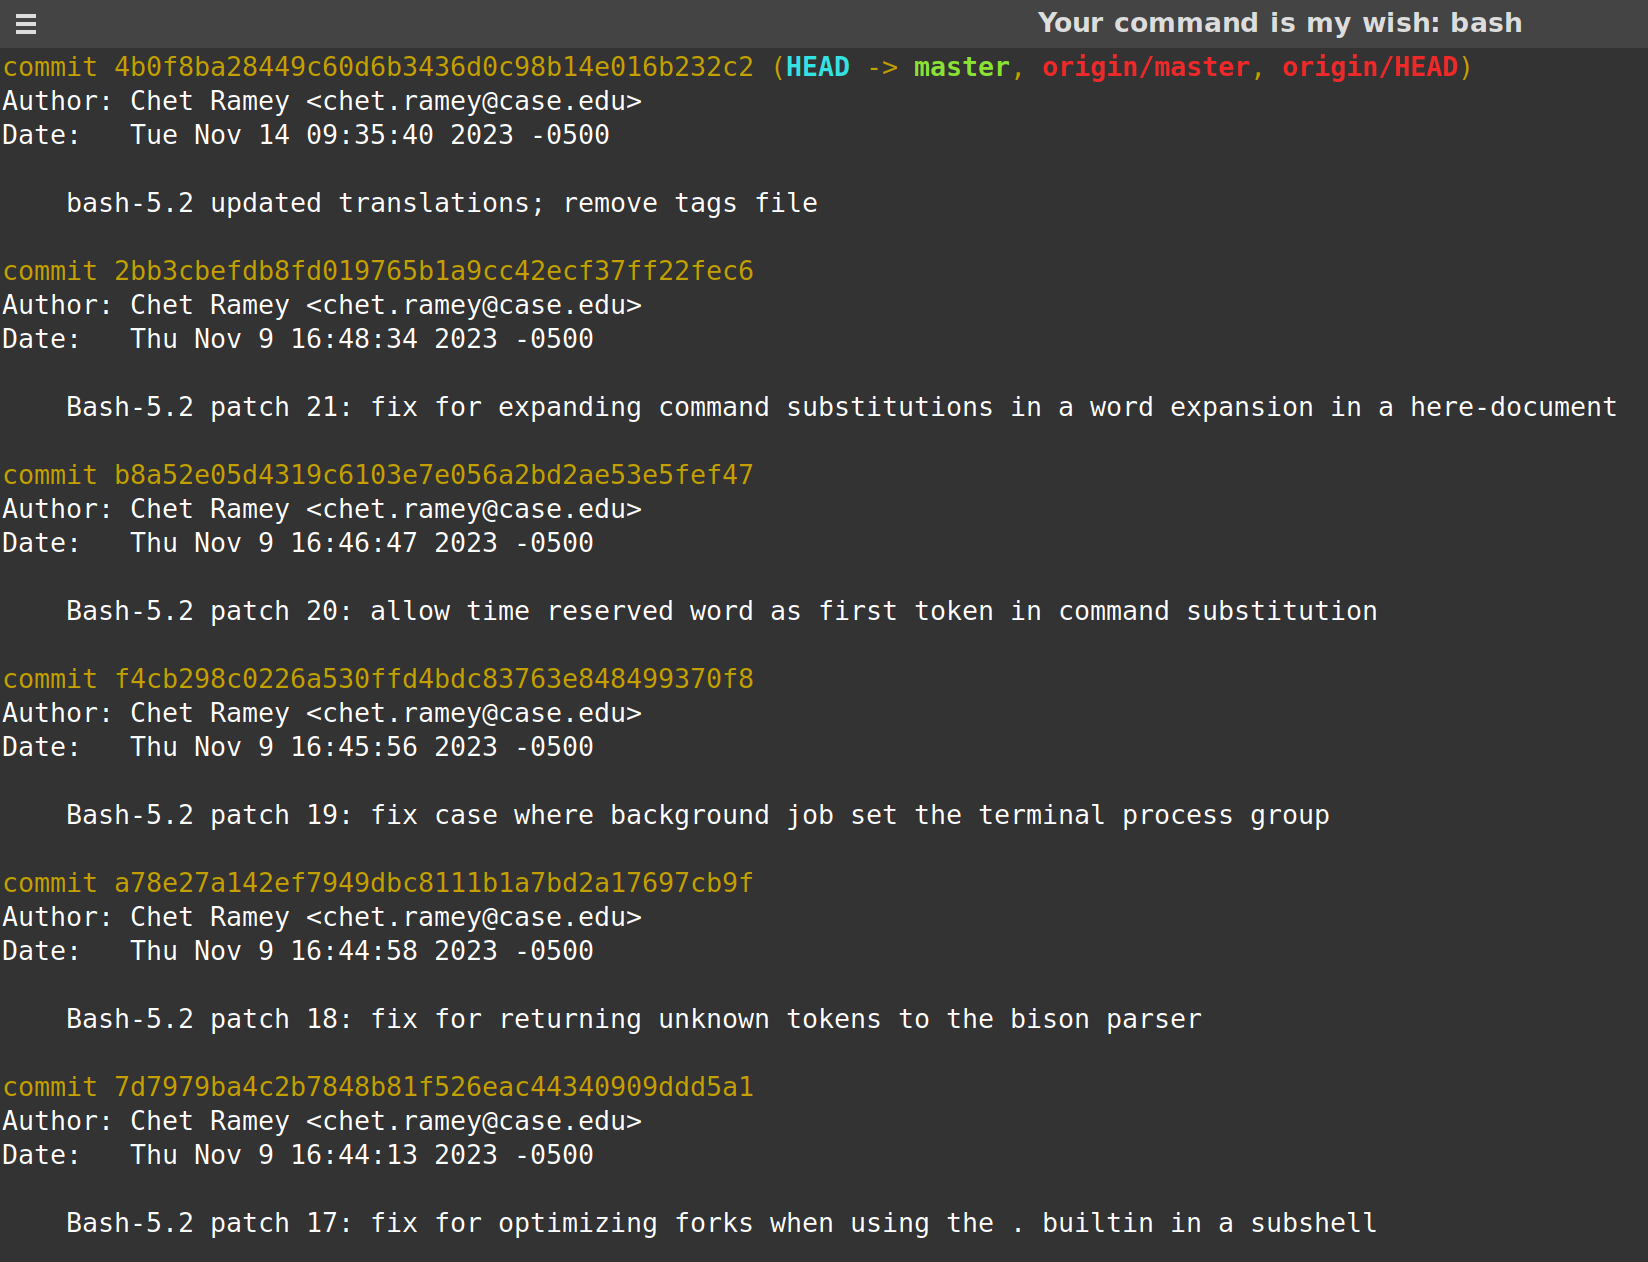 Your command is my wish: bash
commit 4b0f8ba28449c60d6b3436d0c98b14e016b232c2 (HEAD -> master, origin/master, origin/HEAD)
Author: Chet Ramey <chet.ramey@case.edu>
Date:   Tue Nov 14 09:35:40 2023 -0500
    bash-5.2 updated translations; remove tags file
commit 2bb3cbefdb8fd019765b1a9cc42ecf37ff22fec6
Author: Chet Ramey <chet.ramey@case.edu>
Date:   Thu Nov 9 16:48:34 2023 -0500
    Bash-5.2 patch 21: fix for expanding command substitutions in a word expansion in a here-document
commit b8a52e05d4319c6103e7e056a2bd2ae53e5fef47
Author: Chet Ramey <chet.ramey@case.edu>
Date:   Thu Nov 9 16:46:47 2023 -0500
    Bash-5.2 patch 20: allow time reserved word as first token in command substitution
commit f4cb298c0226a530ffd4bdc83763e848499370f8
Author: Chet Ramey <chet.ramey@case.edu>
Date:   Thu Nov 9 16:45:56 2023 -0500
    Bash-5.2 patch 19: fix case where background job set the terminal process group
commit a78e27a142ef7949dbc8111b1a7bd2a17697cb9f
Author: Chet Ramey <chet.ramey@case.edu>
Date:   Thu Nov 9 16:44:58 2023 -0500
    Bash-5.2 patch 18: fix for returning unknown tokens to the bison parser
commit 7d7979ba4c2b7848b81f526eac44340909ddd5a1
Author: Chet Ramey <chet.ramey@case.edu>
Date:   Thu Nov 9 16:44:13 2023 -0500
    Bash-5.2 patch 17: fix for optimizing forks when using the . builtin in a subshell